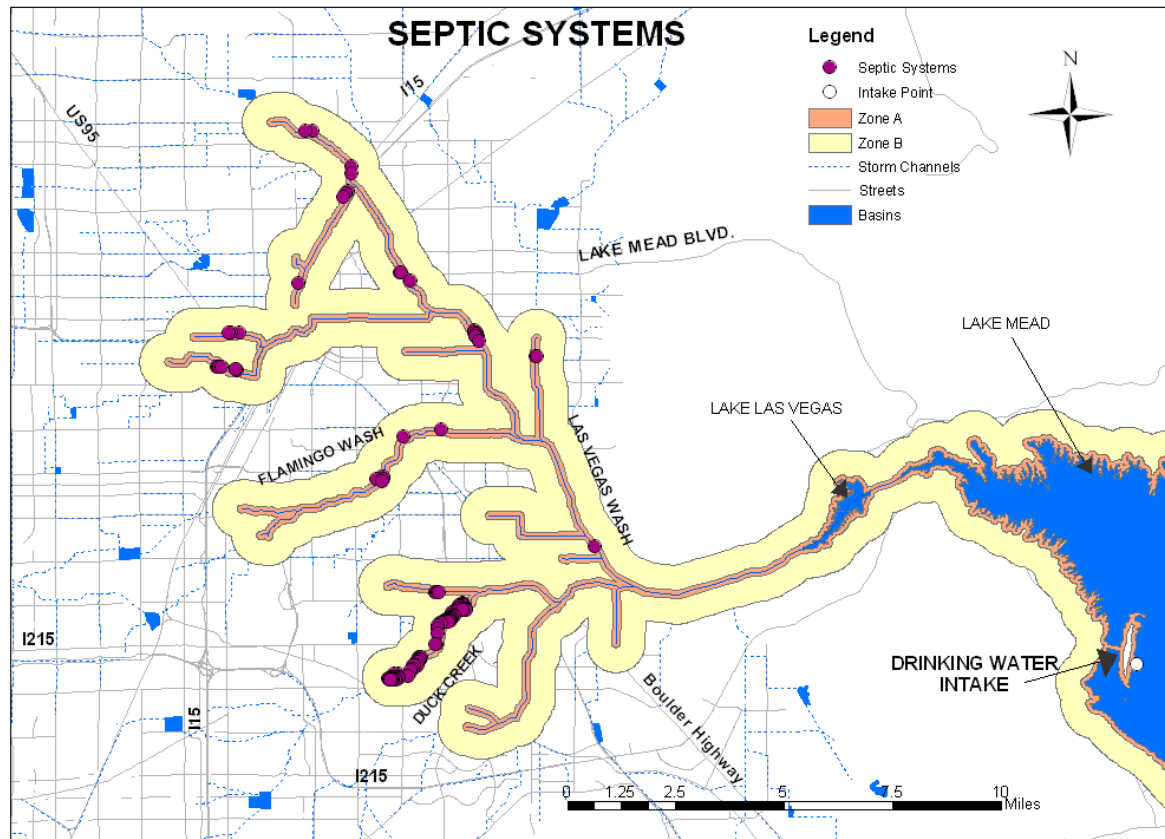 SEPTIC SYSTEMS
Legend
Septic Systems
Intake Point
Zone A
Zone B
Storm Channels
Streets
Basins
N
I15
US95
LAKE MEAD BLVD.
LAKE MEAD
LAKE LAS VEGAS
FLAMINGO WASH
LAS VEGAS WASH
DRINKING WATER
INTAKE
I215
DUCK CREEK
Boulder Highway
I15
I215
0 1.25 2.5 5 7.5 10
Miles